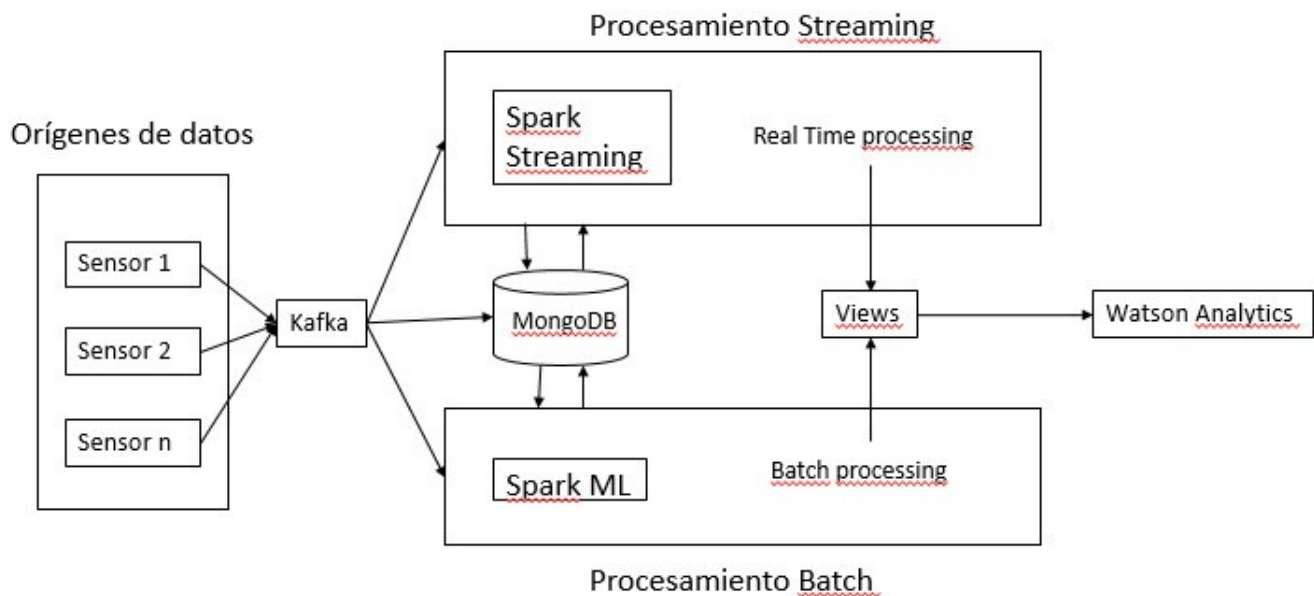 Procesamiento Streaming
Orígenes de datos
Spark
Streaming
Real Time processing
Sensor 1
Sensor 2
Sensor n
Kafka
MongoDB
Views
Watson Analytics
Spark ML
Batch processing
Procesamiento Batch